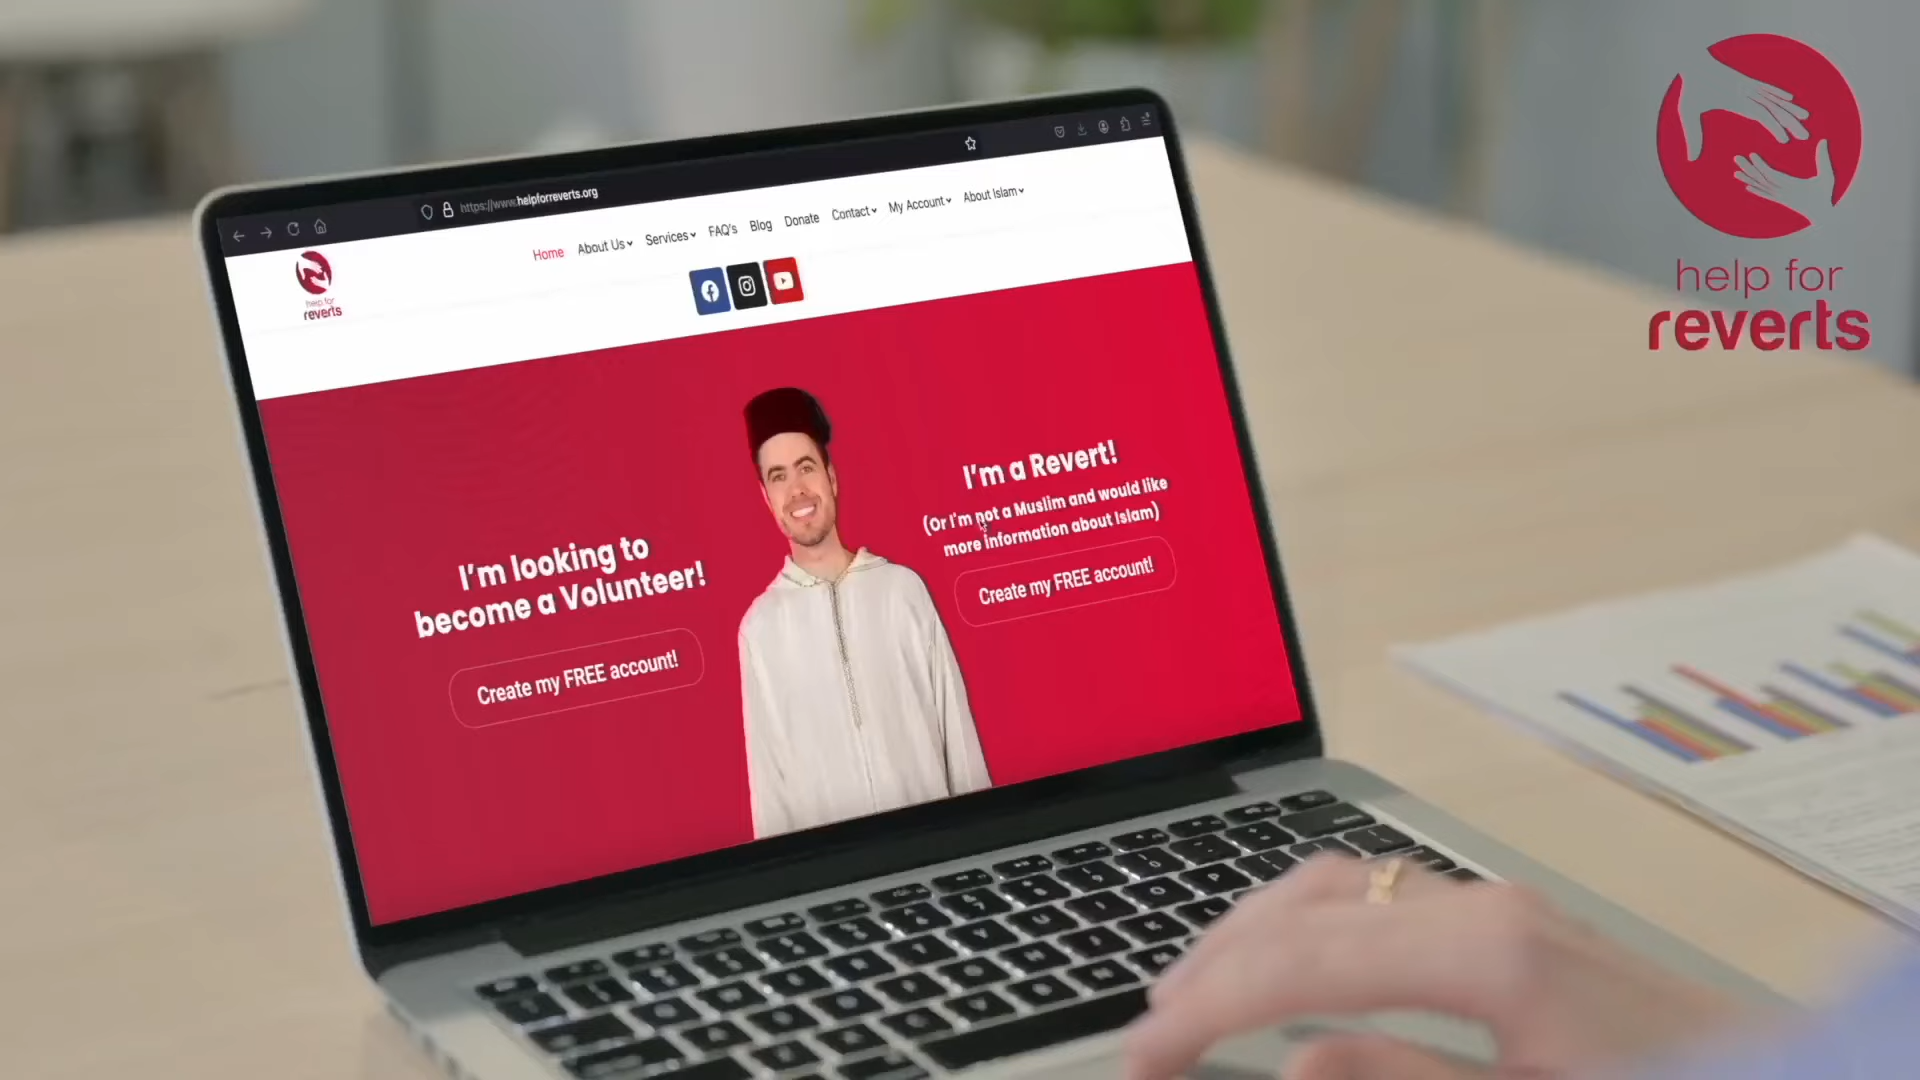 https://www.helpforreverts.org
Home About Us Services FAQ's Blog Donate Contact My Account About Islam
help for
reverts
I'm a Revert!
(Or I'm not a Muslim and would like
more information about Islam)
Create my FREE account!
I'm looking to
become a Volunteer!
Create my FREE account!
help for
reverts